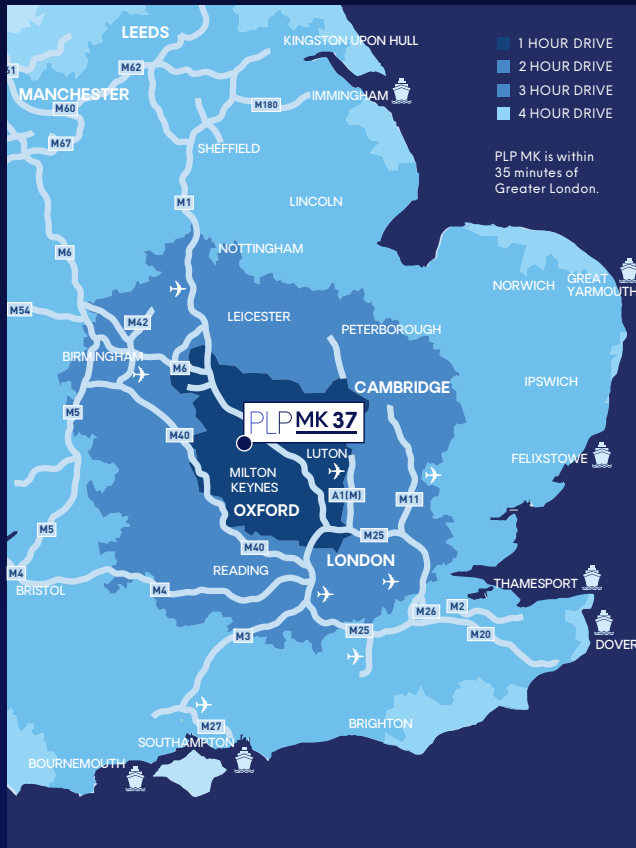 LEEDS
KINGSTON UPON HULL
1 HOUR DRIVE
2 HOUR DRIVE
3 HOUR DRIVE
4 HOUR DRIVE
61
M62
MANCHESTER
IMMINGHAM
M60
M180
M67
SHEFFIELD
PLP MK is within
35 minutes of
Greater London.
M1
LINCOLN
M6
NOTTINGHAM
NORWICH
GREAT
YARMOUTH
M54
M42
LEICESTER
PETERBOROUGH
BIRMINGHAM
M6
CAMBRIDGE
IPSWICH
M5
PLP MK 37
M40
LUTON
FELIXSTOWE
MILTON
KEYNES
A1(M)
M11
OXFORD
M5
M25
M40
LONDON
M4
READING
THAMESPORT
BRISTOL
M4
M26
M2
M3
M25
M20
DOVER
M27
BRIGHTON
SOUTHAMPTON
BOURNEMOUTH